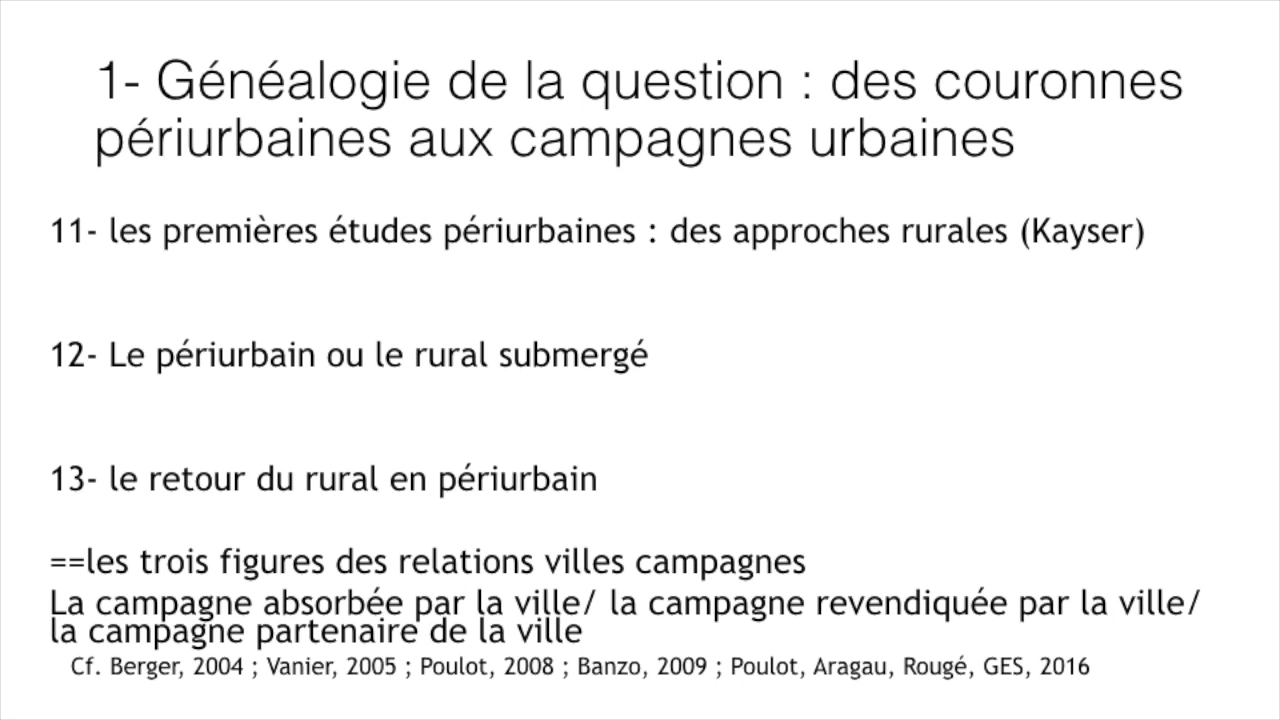 1- Généalogie de la question : des couronnes
périurbaines aux campagnes urbaines
11- les premières études périurbaines : des approches rurales (Kayser)
12- Le périurbain ou le rural submergé
13- le retour du rural en périurbain
==les trois figures des relations villes campagnes
La campagne absorbée par la ville/ la campagne revendiquée par la ville/
la campagne partenaire de la ville
Cf. Berger, 2004 ; Vanier, 2005 ; Poulot, 2008 ; Banzo, 2009 ; Poulot, Aragau, Rougé, GES, 2016